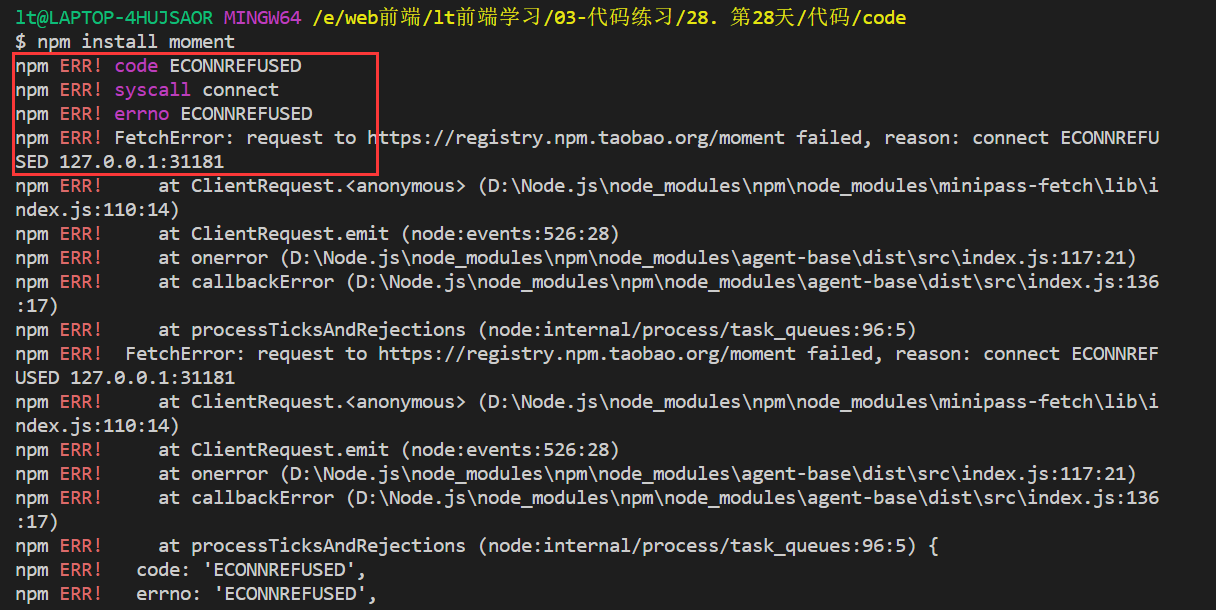 lt@LAPTOP-4HUJSAOR MINGW64 /e/web前端/lt前端学习/03-代码练习/28. 第28天/代码/code
$ npm install moment
npm ERR! code ECONNREFUSED
npm ERR! syscall connect
npm ERR! errno ECONNREFUSED
npm ERR! FetchError: request to https://registry.npm.taobao.org/moment failed, reason: connect ECONNREFU
SED 127.0.0.1:31181
npm ERR!     at ClientRequest.<anonymous> (D:\Node.js\node_modules\npm\node_modules\minipass-fetch\lib\i
ndex.js:110:14)
npm ERR!     at ClientRequest.emit (node:events:526:28)
npm ERR!     at onerror (D:\Node.js\node_modules\npm\node_modules\agent-base\dist\src\index.js:117:21)
npm ERR!     at callbackError (D:\Node.js\node_modules\npm\node_modules\agent-base\dist\src\index.js:136
:17)
npm ERR!     at processTicksAndRejections (node:internal/process/task_queues:96:5)
npm ERR!  FetchError: request to https://registry.npm.taobao.org/moment failed, reason: connect ECONNREF
USED 127.0.0.1:31181
npm ERR!     at ClientRequest.<anonymous> (D:\Node.js\node_modules\npm\node_modules\minipass-fetch\lib\i
ndex.js:110:14)
npm ERR!     at ClientRequest.emit (node:events:526:28)
npm ERR!     at onerror (D:\Node.js\node_modules\npm\node_modules\agent-base\dist\src\index.js:117:21)
npm ERR!     at callbackError (D:\Node.js\node_modules\npm\node_modules\agent-base\dist\src\index.js:136
:17)
npm ERR!     at processTicksAndRejections (node:internal/process/task_queues:96:5) {
npm ERR!   code: 'ECONNREFUSED',
npm ERR!   errno: 'ECONNREFUSED',